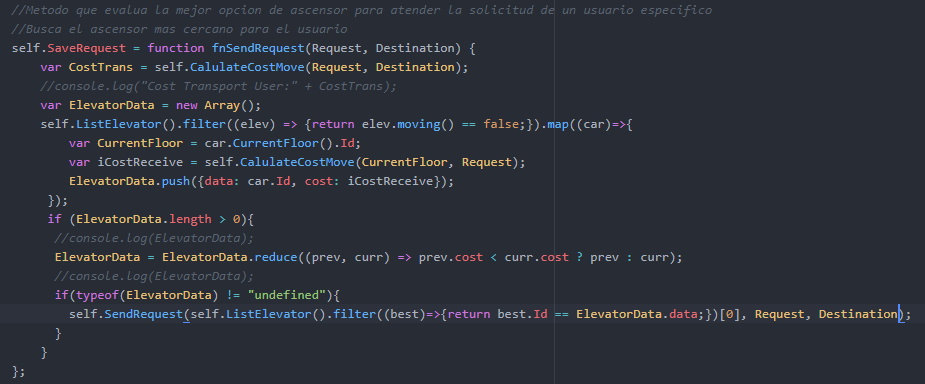 //Metodo que evalua la mejor opcion de ascensor para atender la solicitud de un usuario especifico
//Busca el ascensor mas cercano para el usuario
self.SaveRequest = function fnSendRequest(Request, Destination) {
    var CostTrans = self.CalulateCostMove(Request, Destination);
    //console.log("Cost Transport User:" + CostTrans);
    var ElevatorData = new Array();
    self.ListElevator().filter((elev) => {return elev.moving() == false;}).map((car)=>{
        var CurrentFloor = car.CurrentFloor().Id;
        var iCostReceive = self.CalulateCostMove(CurrentFloor, Request);
        ElevatorData.push({data: car.Id, cost: iCostReceive});
     });
     if (ElevatorData.length > 0){
      //console.log(ElevatorData);
      ElevatorData = ElevatorData.reduce((prev, curr) => prev.cost < curr.cost ? prev : curr);
      //console.log(ElevatorData);
      if(typeof(ElevatorData) != "undefined"){
        self.SendRequest(self.ListElevator().filter((best)=>{return best.Id == ElevatorData.data;})[0], Request, Destination);
      }
    }
};